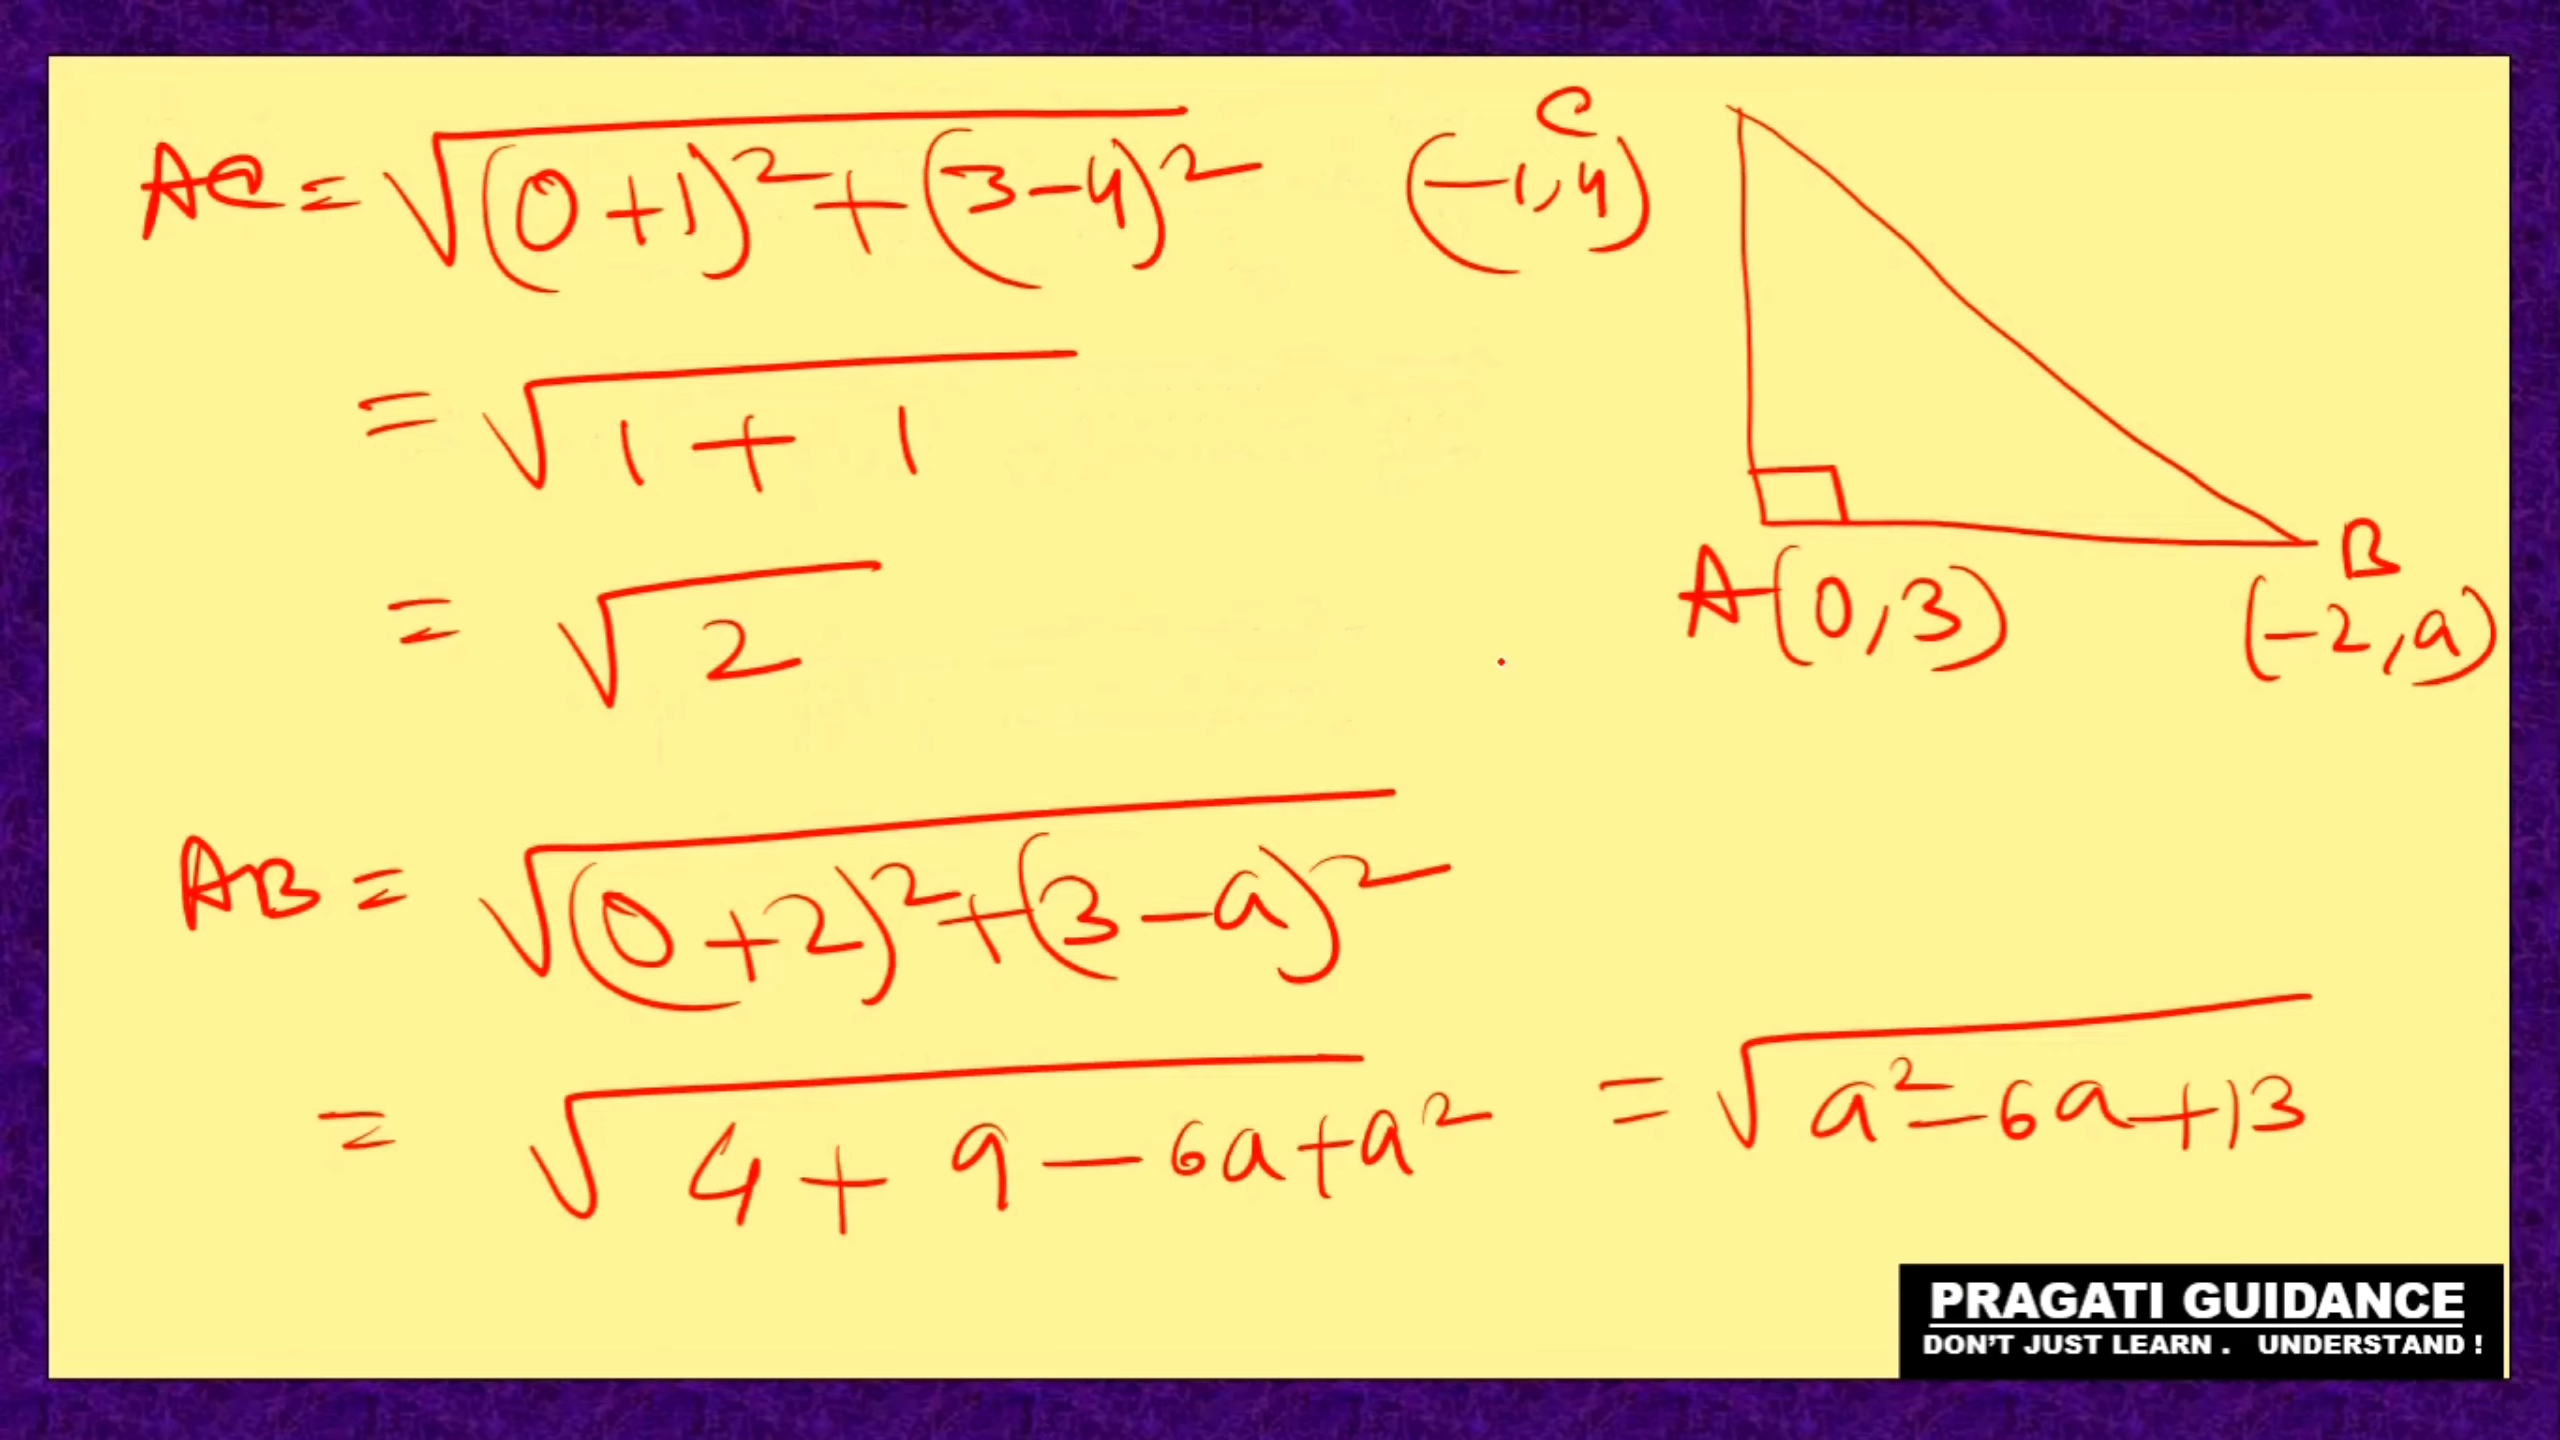 AC = √(0+1)²+(3-4)²
= √1 + 1
= √2
C
(-1,4)
A(0,3)
B
(-2,a)
AB = √(0+2)²+(3-a)²
= √4 + 9 - 6a + a² = √a²-6a+13
PRAGATI GUIDANCE
DON'T JUST LEARN. UNDERSTAND!